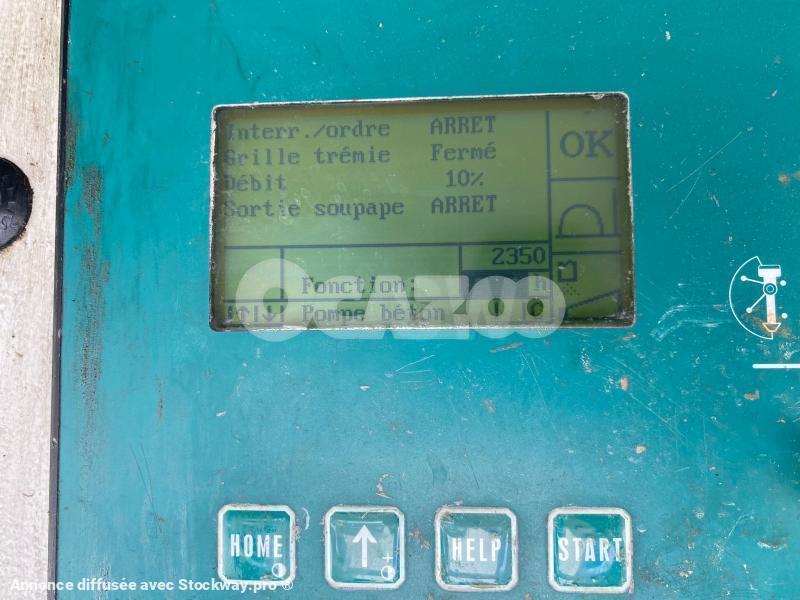 Interr./ordre ARRET
Grille trémie Fermé
Débit 10%
Sortie soupape ARRET
OK
2350
h
Fonction:
Pompe béton
OCAZOO
HOME
HELP
START
Annonce diffusée avec Stockway.pro ®